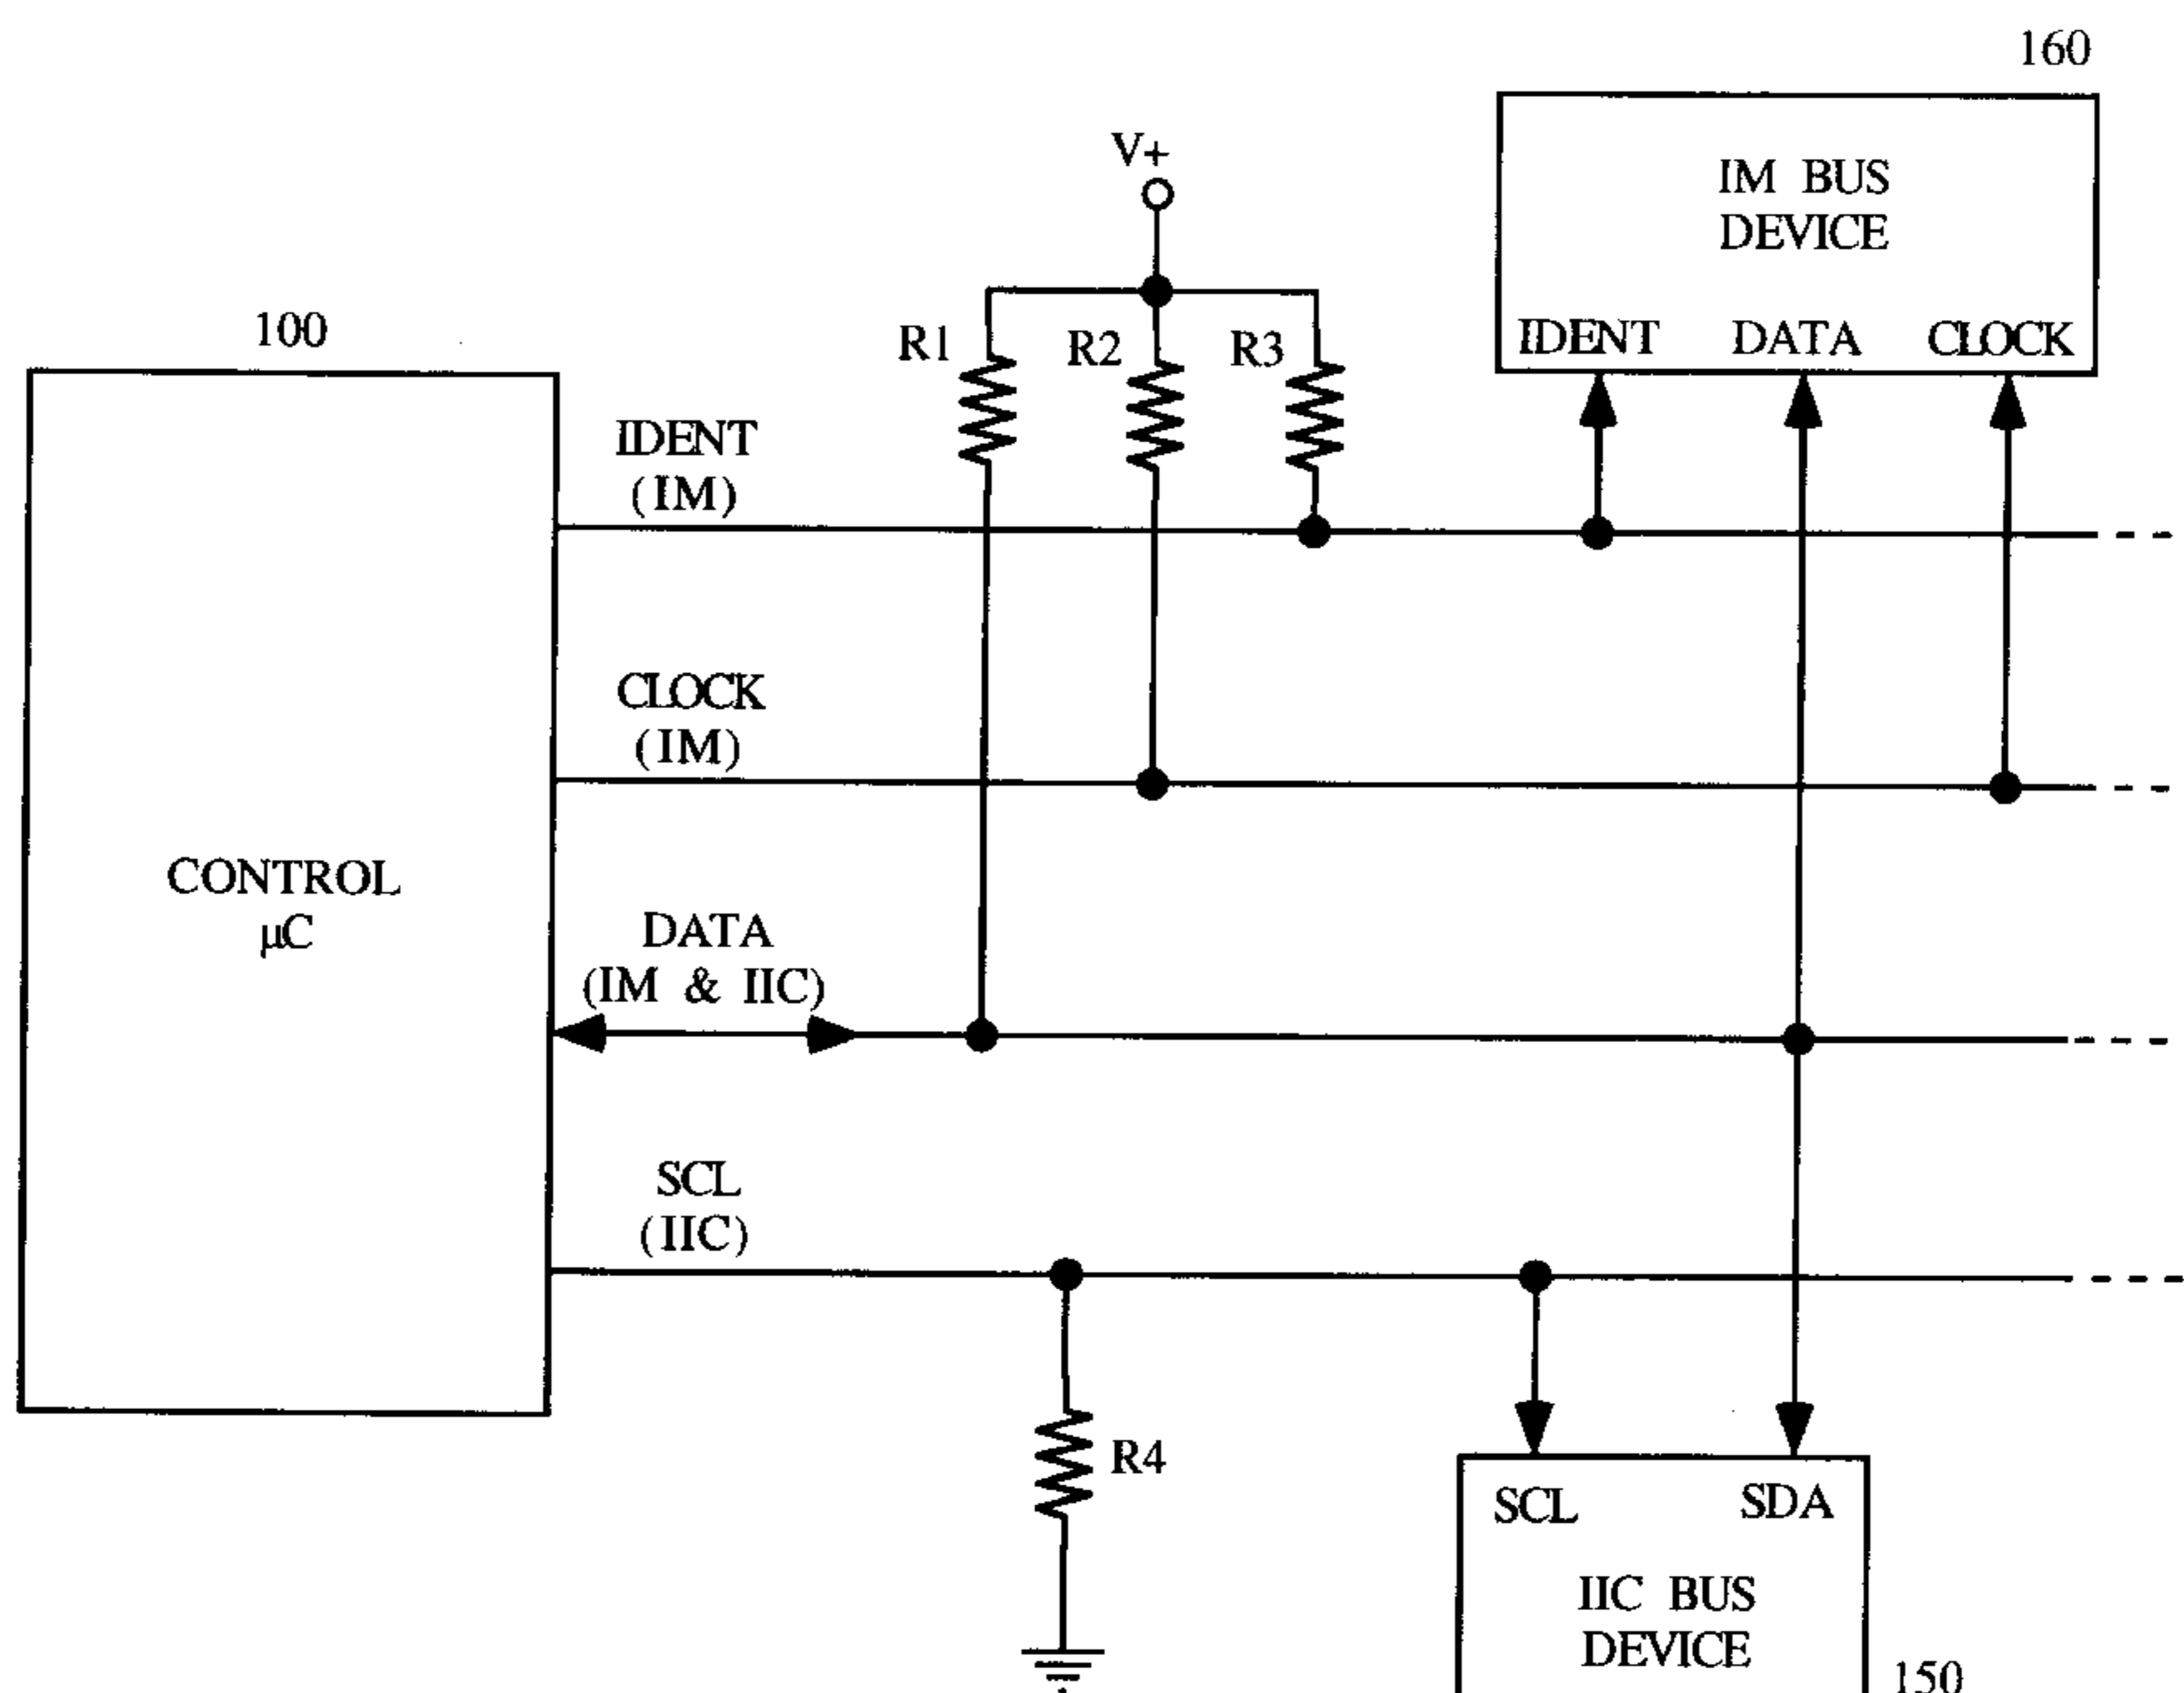 160
V+
IM BUS
DEVICE
100
R1
R2
R3
IDENT
DATA
CLOCK
IDENT
(IM)
CLOCK
(IM)
CONTROL
µC
DATA
(IM & IIC)
SCL
(IIC)
R4
SCL
SDA
IIC BUS
DEVICE
150